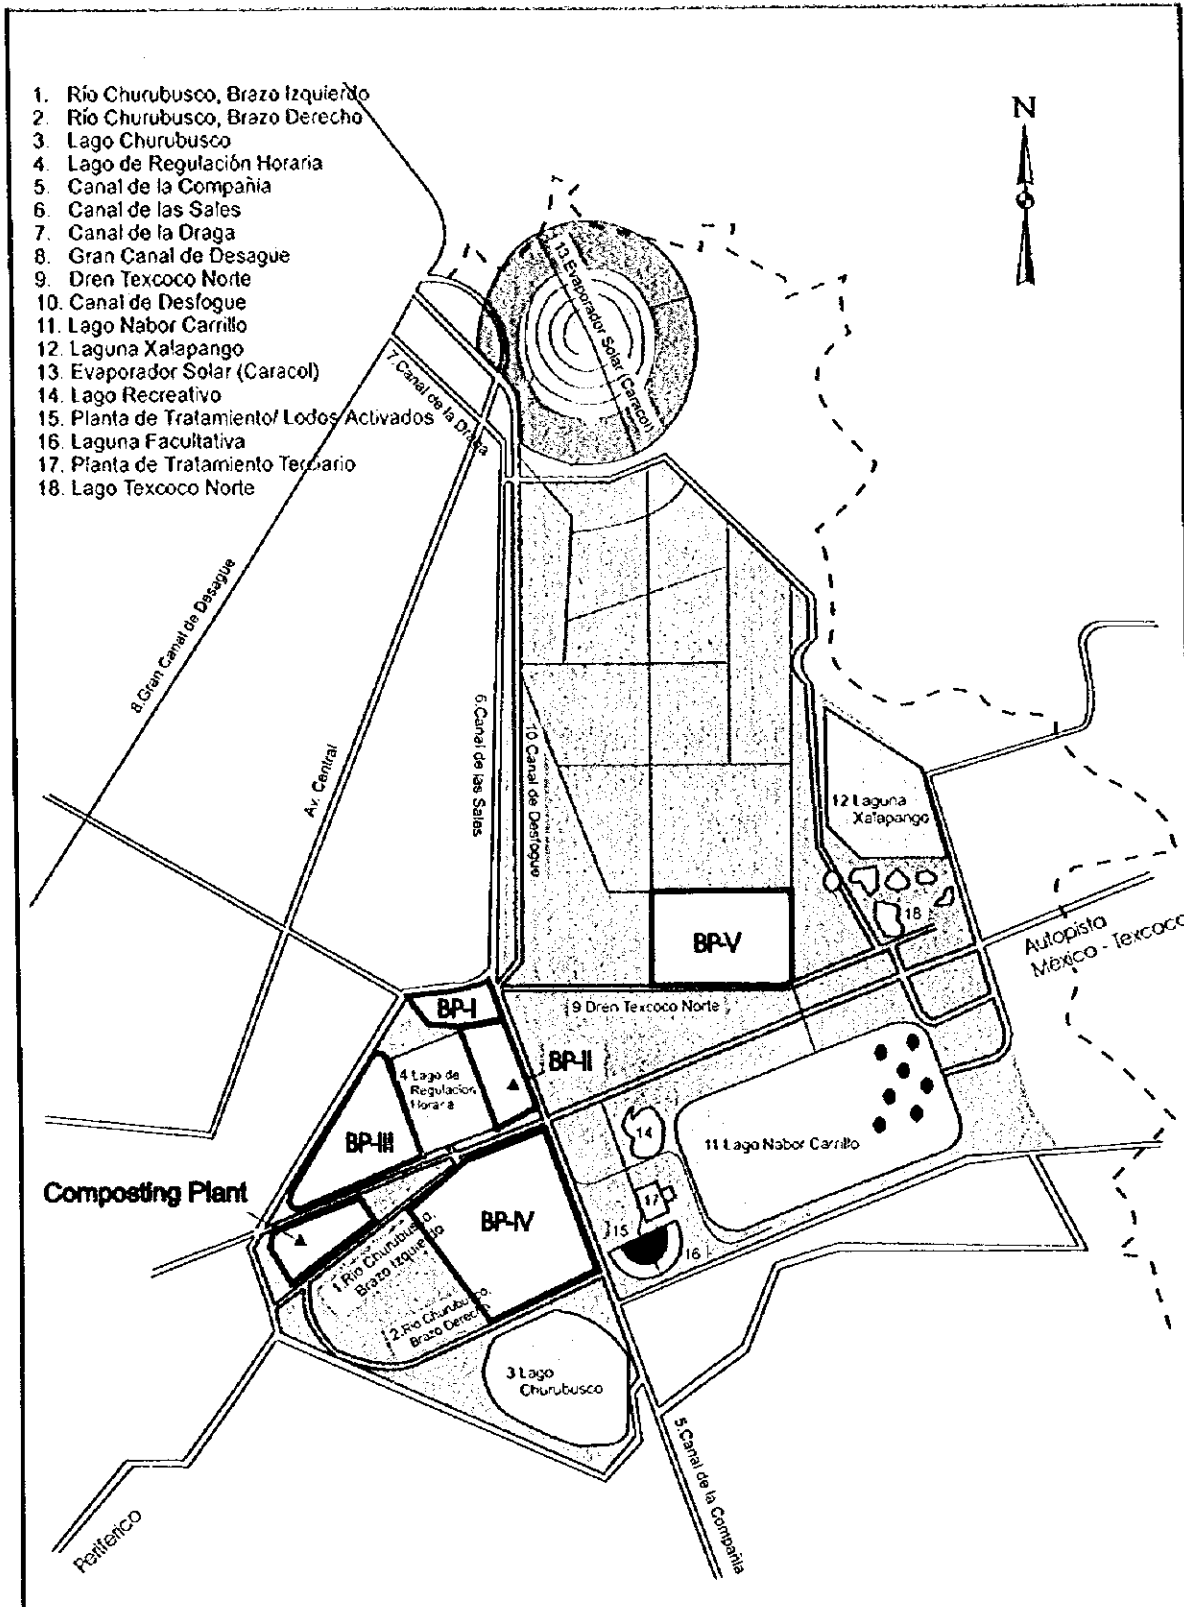 1. Río Churubusco, Brazo Izquierdo
2. Río Churubusco, Brazo Derecho
3. Lago Churubusco
4. Lago de Regulación Horaria
5. Canal de la Compañia
6. Canal de las Sales
7. Canal de la Draga
8. Gran Canal de Desague
9. Dren Texcoco Norte
10. Canal de Desfogue
11. Lago Nabor Carrillo
12. Laguna Xalapango
13. Evaporador Solar (Caracol)
14. Lago Recreativo
15. Planta de Tratamiento/ Lodos Activados
16. Laguna Facultativa
17. Planta de Tratamiento Terciario
18. Lago Texcoco Norte
N
13.Evaporador Solar (Caracol)
7.Canal de la Draga
8.Gran Canal de Desague
Av. Central
6.Canal de las Sales
10.Canal de Desfogue
12 Laguna
Xalapango
18
BP-V
Autopista
México - Texcoco
BP-I
9 Dren Texcoco Norte
BP-II
4 Lago de
Regulacion
Horaria
BP-III
14
11 Lago Nabor Carrillo
Composting Plant
17
BP-IV
15
16
1.Río Churubusco,
Brazo Izquierdo
2.Río Churubusco,
Brazo Derecho
3 Lago
Churubusco
5.Canal de la Compañia
Periferico